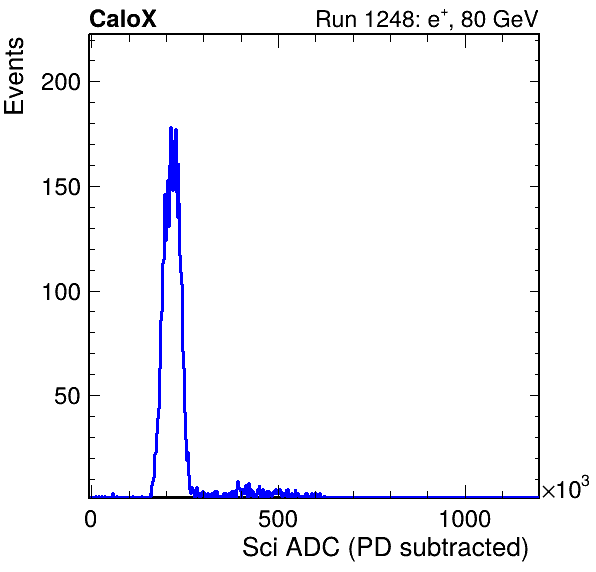 CaloX Run 1248: e⁺, 80 GeV
Events
200
150
100
50
0 500 1000 ×10³
Sci ADC (PD subtracted)